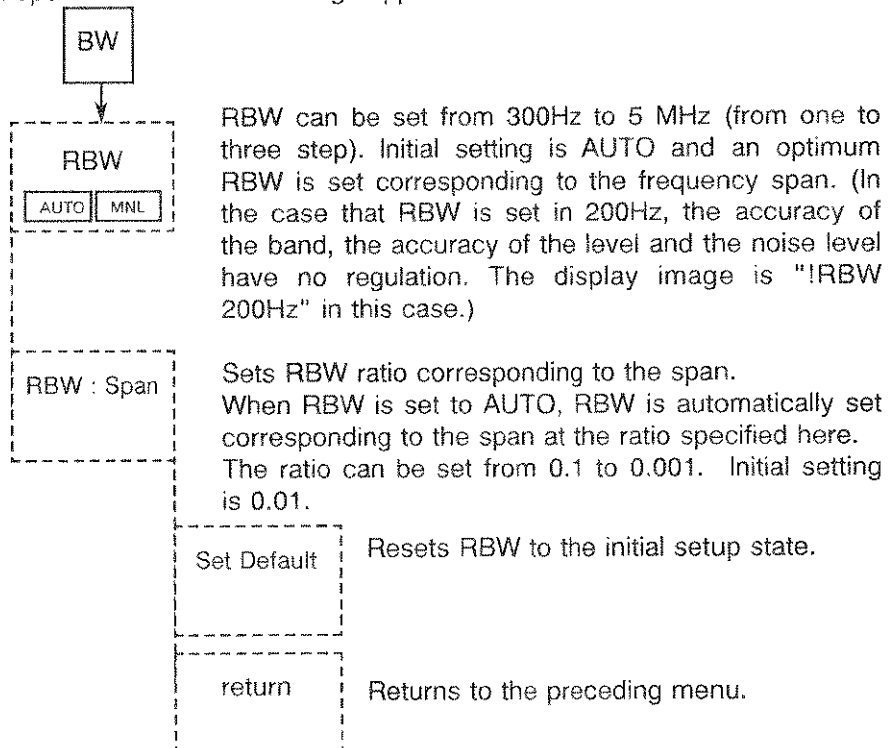 BW
RBW
AUTO MNL
RBW can be set from 300Hz to 5 MHz (from one to
three step). Initial setting is AUTO and an optimum
RBW is set corresponding to the frequency span. (In
the case that RBW is set in 200Hz, the accuracy of
the band, the accuracy of the level and the noise level
have no regulation. The display image is "!RBW
200Hz" in this case.)
RBW : Span
Sets RBW ratio corresponding to the span.
When RBW is set to AUTO, RBW is automatically set
corresponding to the span at the ratio specified here.
The ratio can be set from 0.1 to 0.001. Initial setting
is 0.01.
Set Default
Resets RBW to the initial setup state.
return
Returns to the preceding menu.